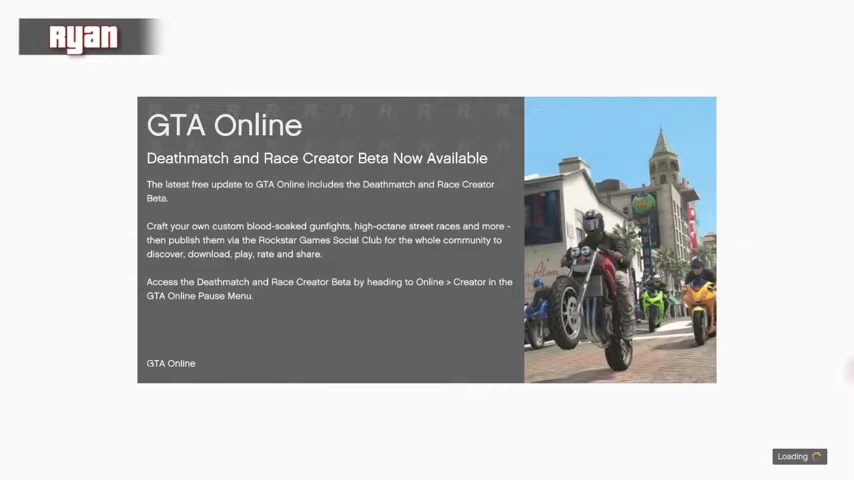 Ryan
GTA Online
Deathmatch and Race Creator Beta Now Available
The latest free update to GTA Online includes the Deathmatch and Race Creator
Beta.
Craft your own custom blood-soaked gunfights, high-octane street races and more -
then publish them via the Rockstar Games Social Club for the whole community to
discover, download, play, rate and share.
Access the Deathmatch and Race Creator Beta by heading to Online > Creator in the
GTA Online Pause Menu.
GTA Online
Loading